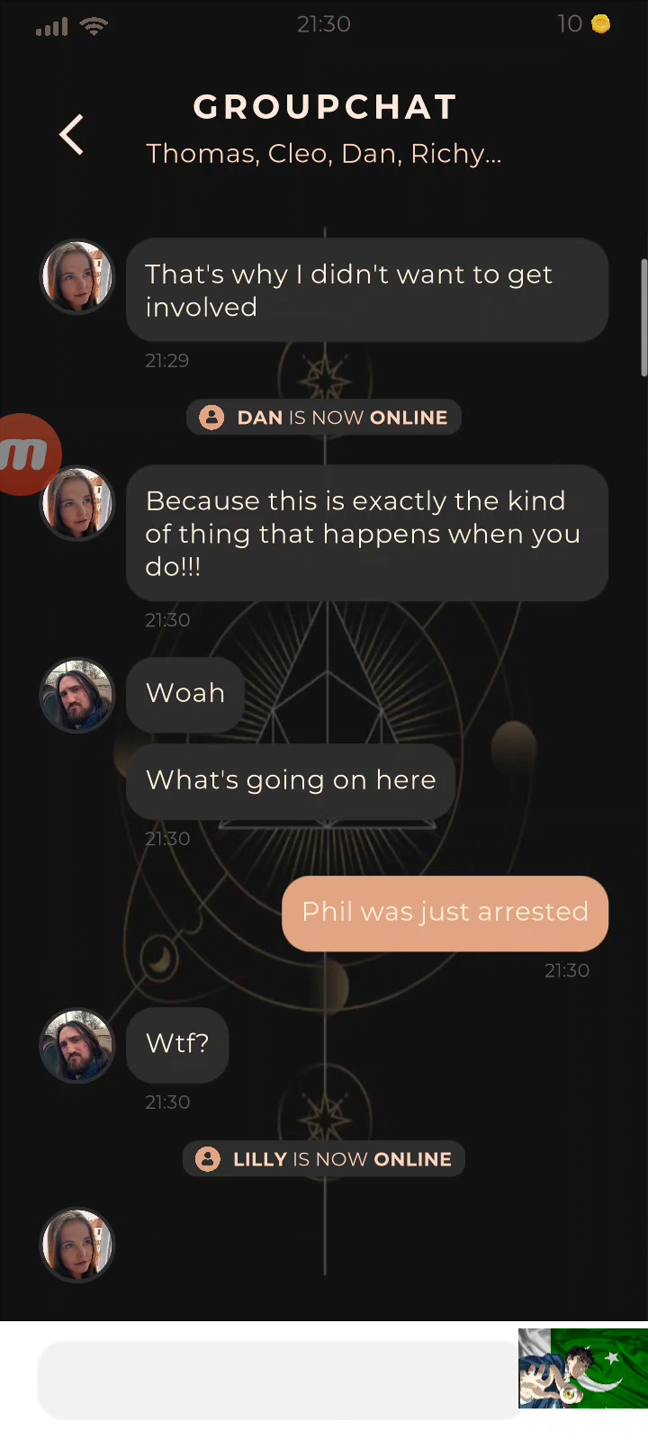 21:30
10
GROUPCHAT
Thomas, Cleo, Dan, Richy...
That's why I didn't want to get
involved
21:29
DAN IS NOW ONLINE
m
Because this is exactly the kind
of thing that happens when you
do!!!
21:30
Woah
What's going on here
21:30
Phil was just arrested
21:30
Wtf?
21:30
LILLY IS NOW ONLINE